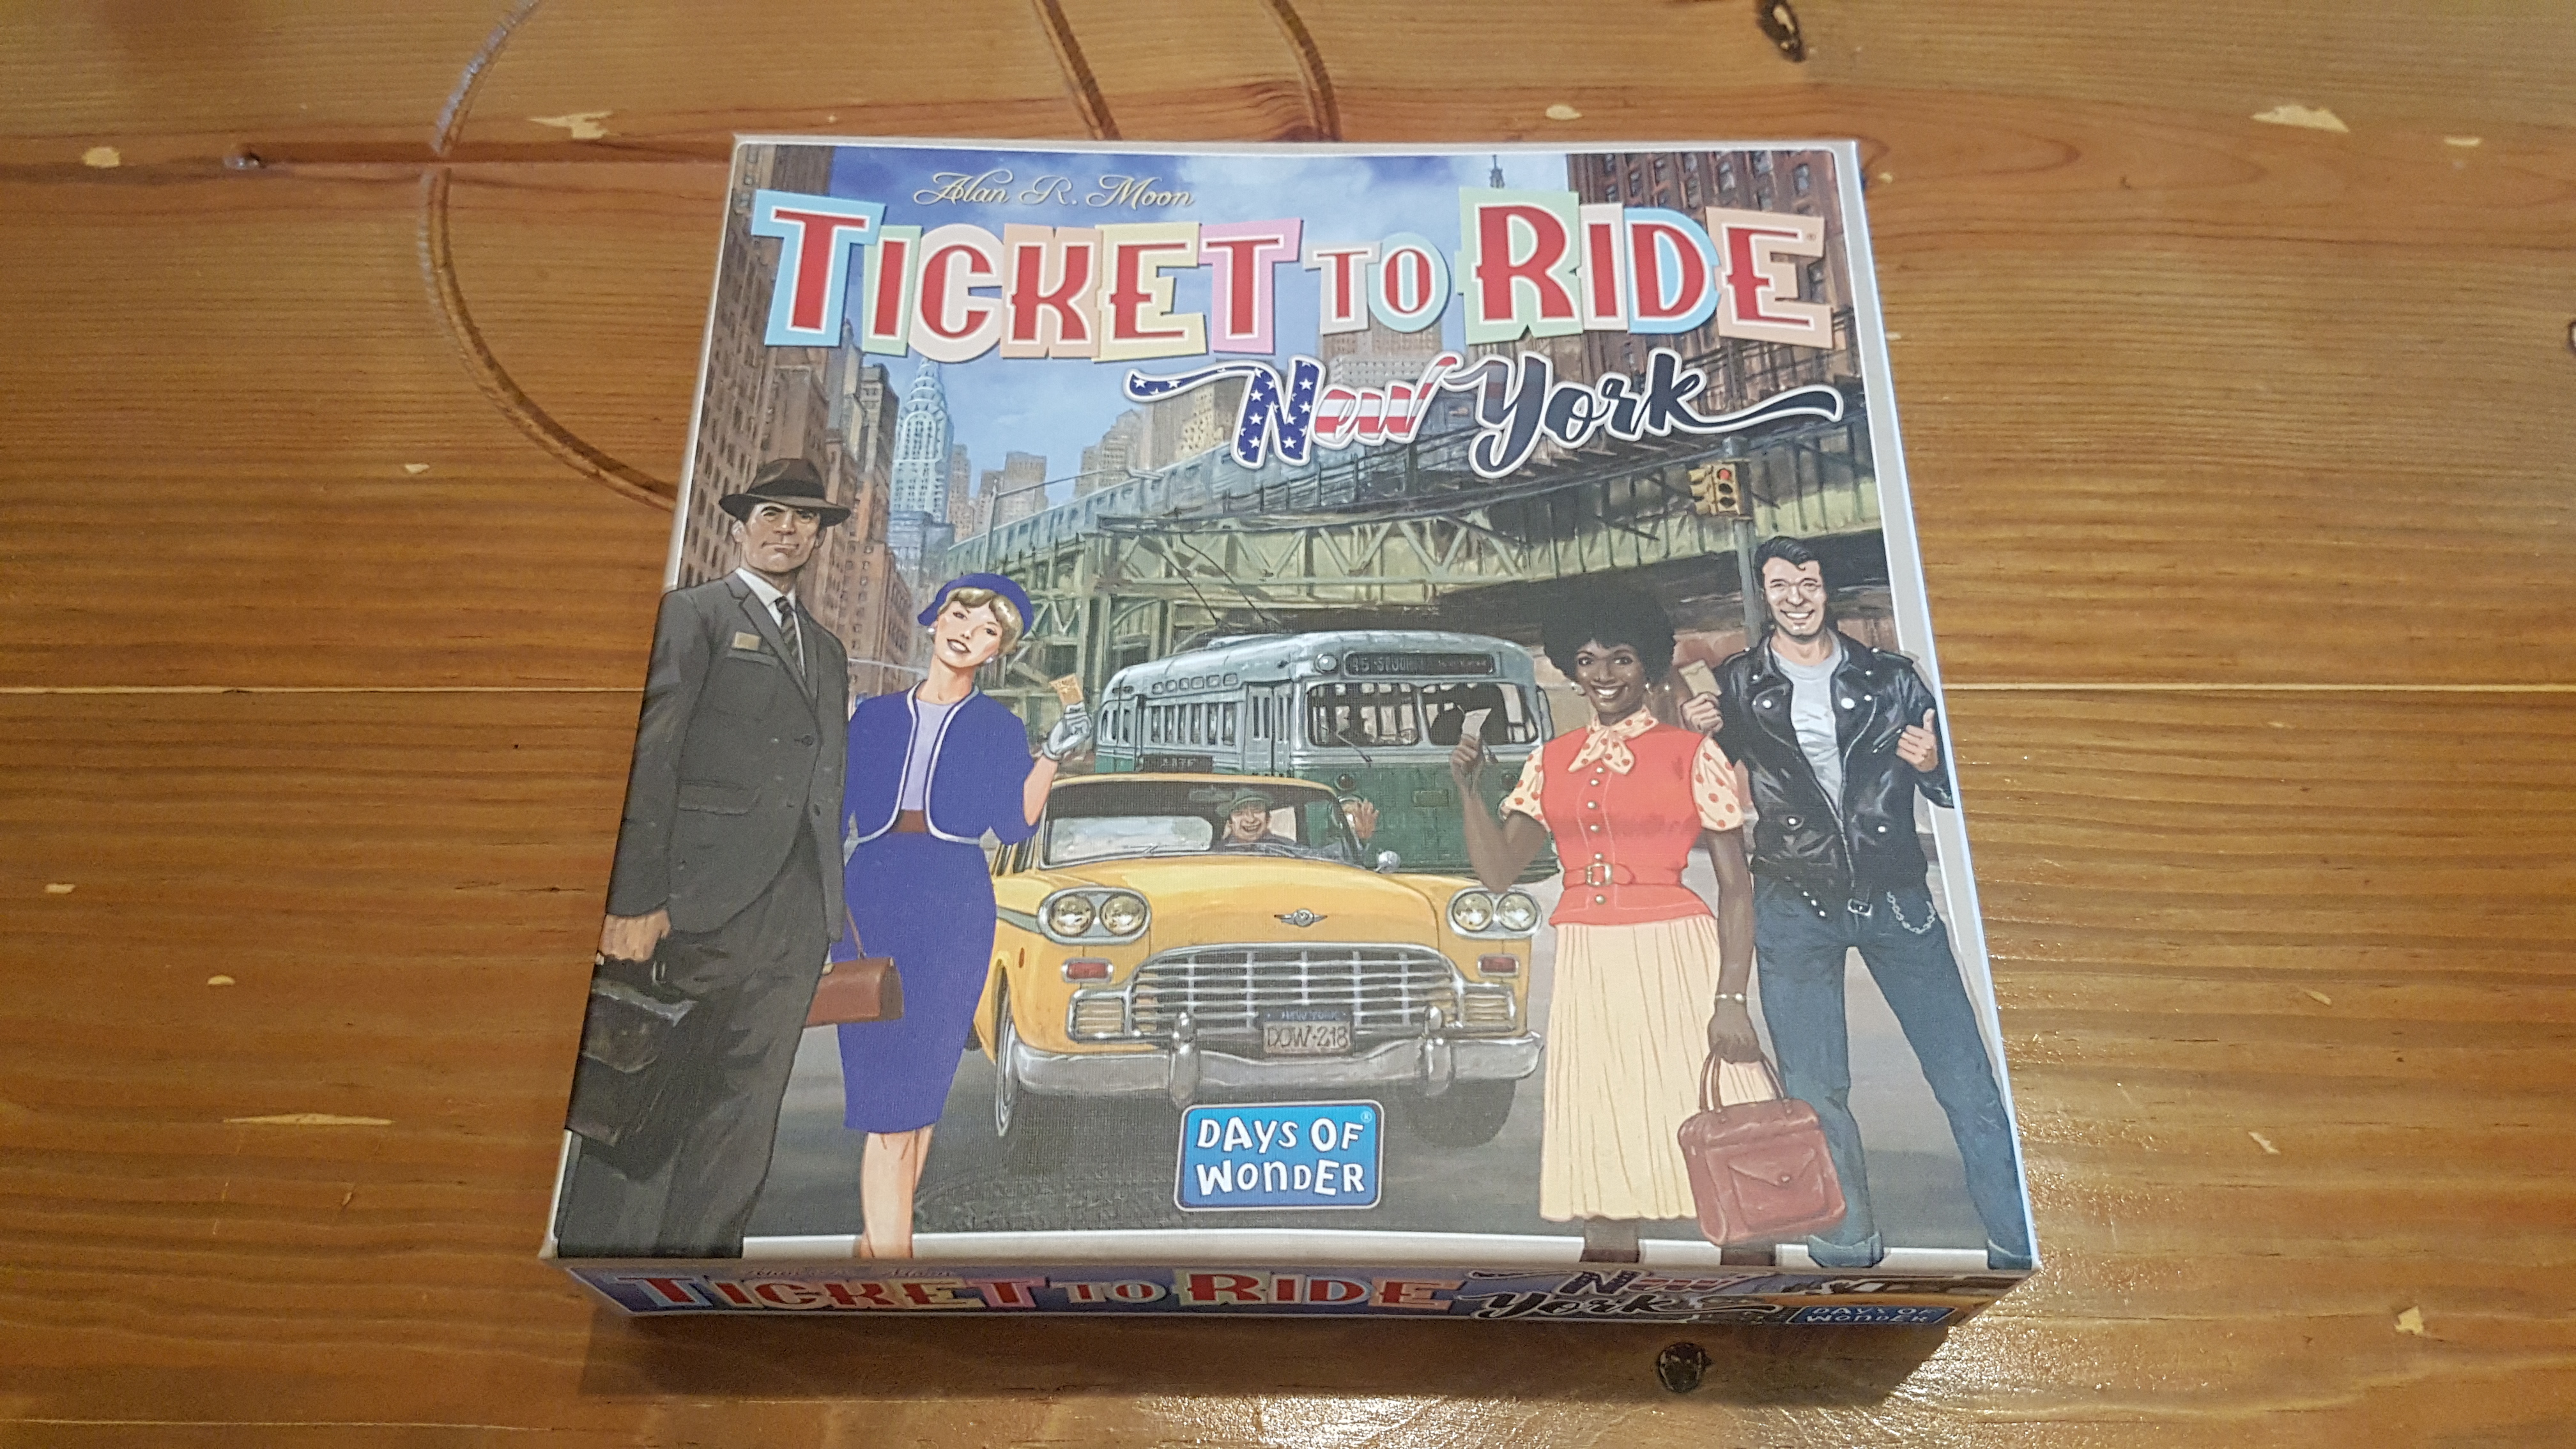 Alan R. Moon
TICKET TO RIDE®
New York
NEW YORK
DOW·218
DAYS OF®
WONDER
TICKET TO RIDE
New
York
DAYS OF
WONDER